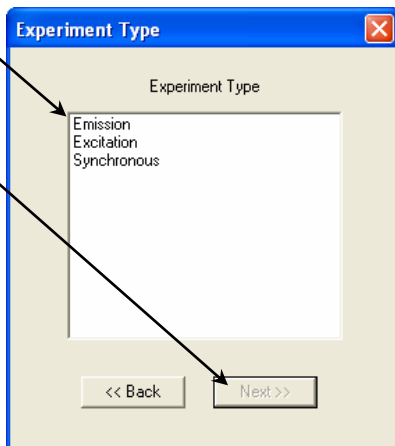 Experiment Type
Experiment Type
Emission
Excitation
Synchronous
<< Back
Next >>